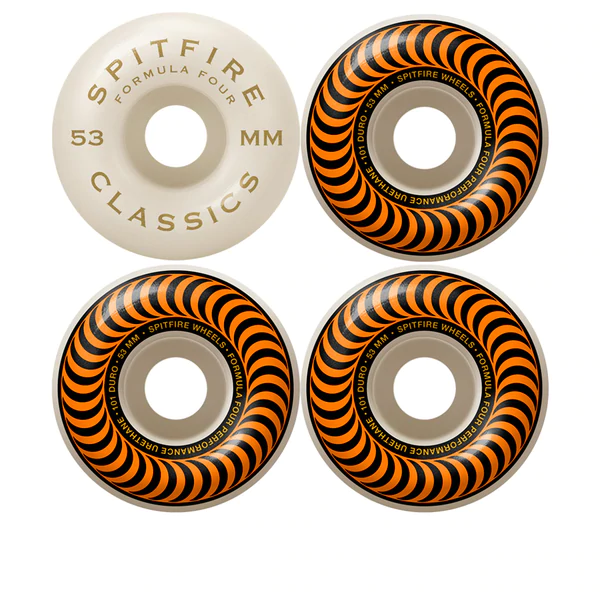 SPITFIRE
FORMULA FOUR
53 MM
CLASSICS
101 DURO • 53 MM • SPITFIRE WHEELS • FORMULA FOUR PERFORMANCE URETHANE •
101 DURO • 53 MM • SPITFIRE WHEELS • FORMULA FOUR PERFORMANCE URETHANE •
101 DURO • 53 MM • SPITFIRE WHEELS • FORMULA FOUR PERFORMANCE URETHANE •